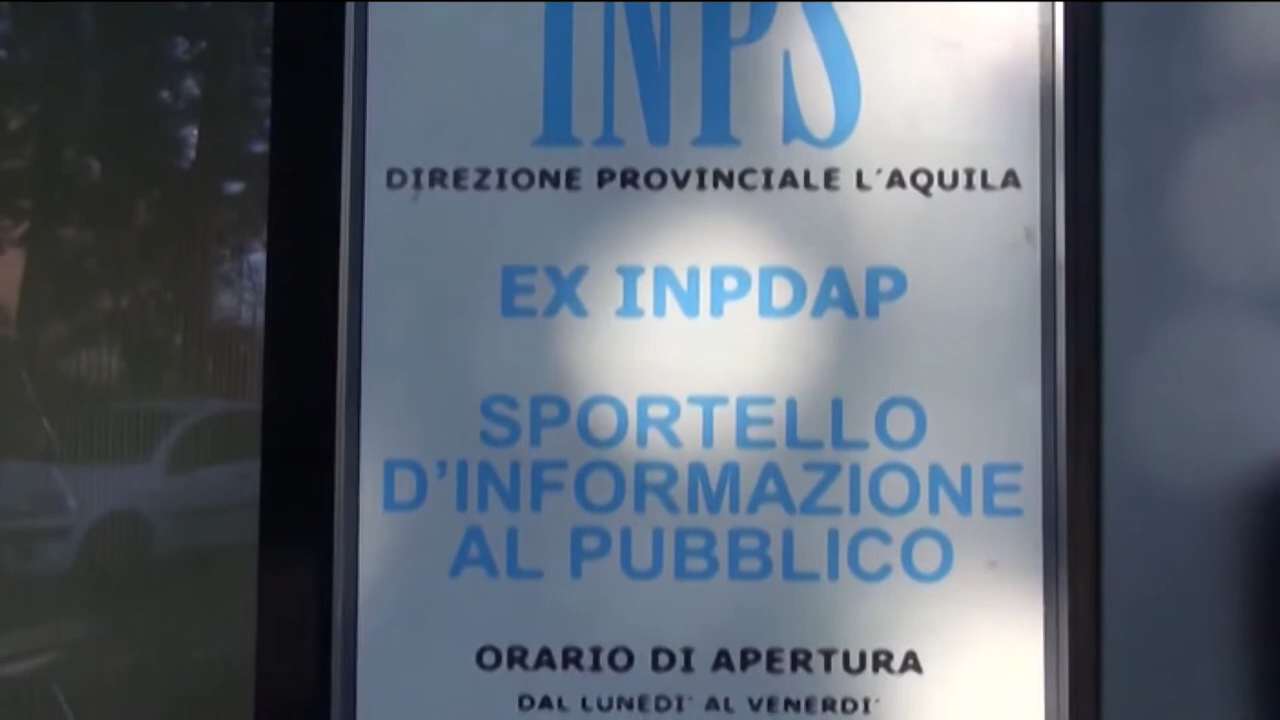 INPS
DIREZIONE PROVINCIALE L'AQUILA
EX INPDAP
SPORTELLO
D'INFORMAZIONE
AL PUBBLICO
ORARIO DI APERTURA
DAL LUNEDI' AL VENERDI'